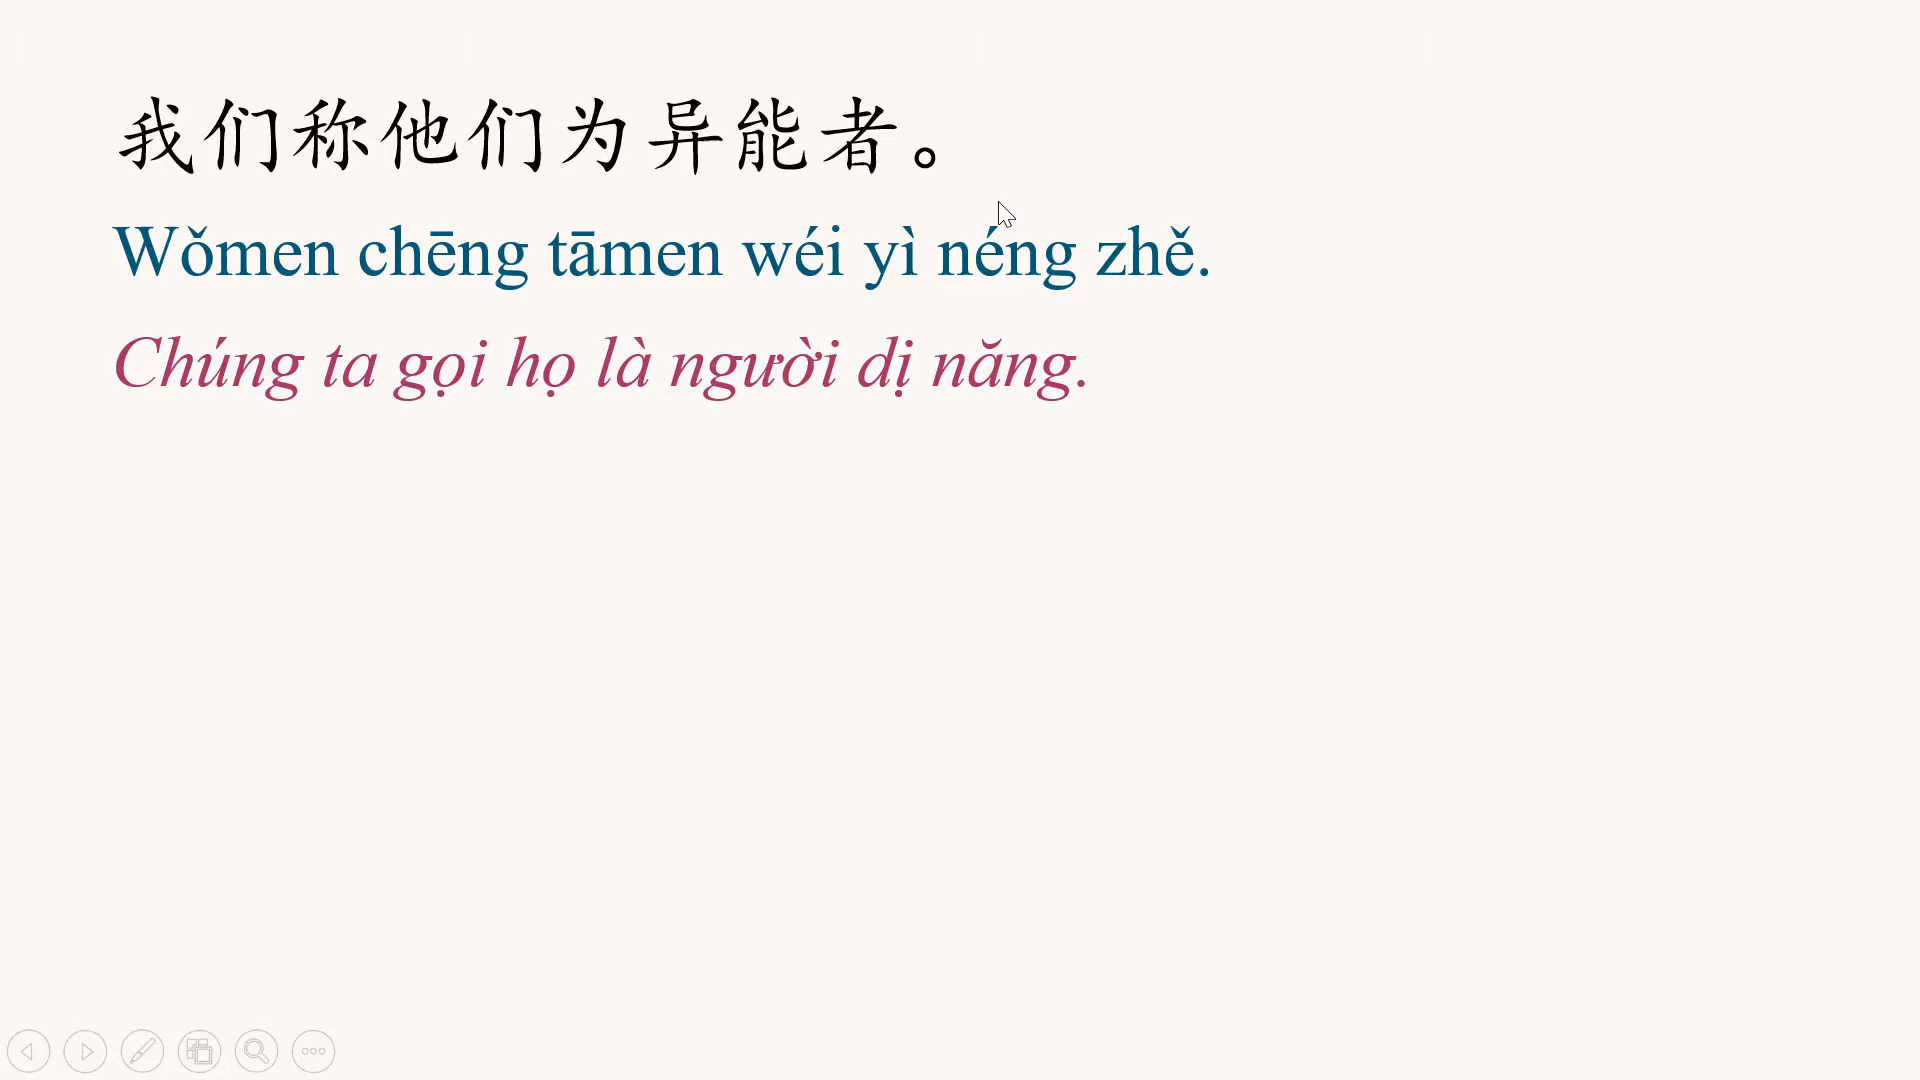 我们称他们为异能者。
Wǒmen chēng tāmen wéi yì néng zhě.
Chúng ta gọi họ là người dị năng.